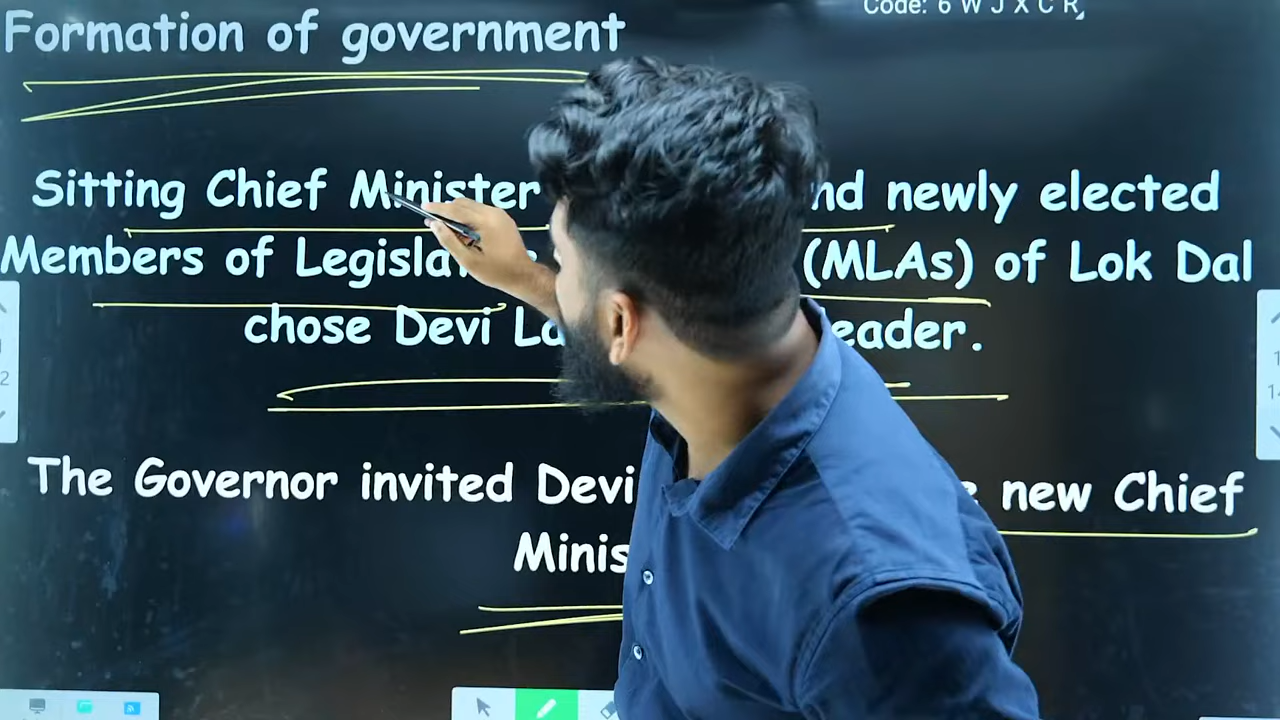 Code: 6 W J X C R
Formation of government
Sitting Chief Minister nd newly elected
Members of Legisla (MLAs) of Lok Dal
chose Devi La eader.
The Governor invited Devi new Chief
Minis